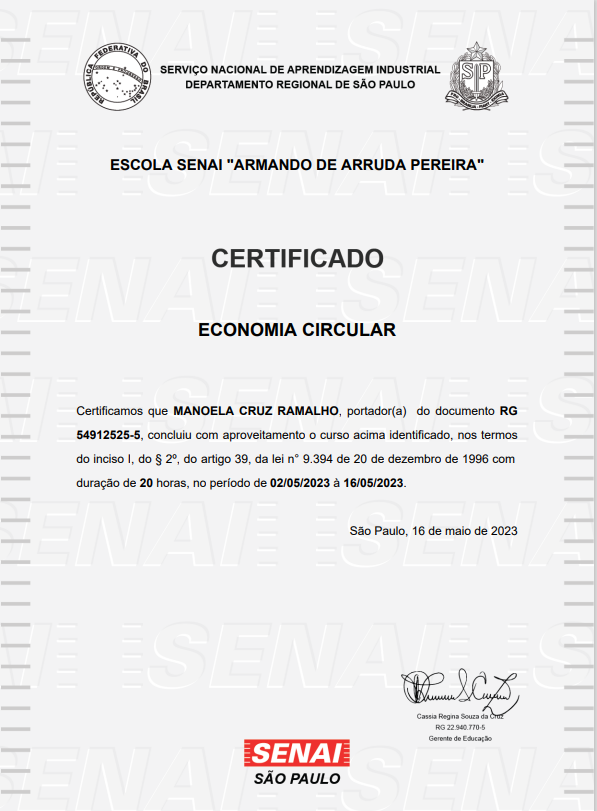 REPÚBLICA FEDERATIVA DO BRASIL
SERVIÇO NACIONAL DE APRENDIZAGEM INDUSTRIAL
DEPARTAMENTO REGIONAL DE SÃO PAULO
SP
ESCOLA SENAI "ARMANDO DE ARRUDA PEREIRA"
CERTIFICADO
ECONOMIA CIRCULAR
Certificamos que MANOELA CRUZ RAMALHO, portador(a) do documento RG
54912525-5, concluiu com aproveitamento o curso acima identificado, nos termos
do inciso I, do § 2º, do artigo 39, da lei n° 9.394 de 20 de dezembro de 1996 com
duração de 20 horas, no período de 02/05/2023 à 16/05/2023.
São Paulo, 16 de maio de 2023
Cassia Regina Souza da Cruz
RG 22.940.770-5
Gerente de Educação
SENAI
SÃO PAULO